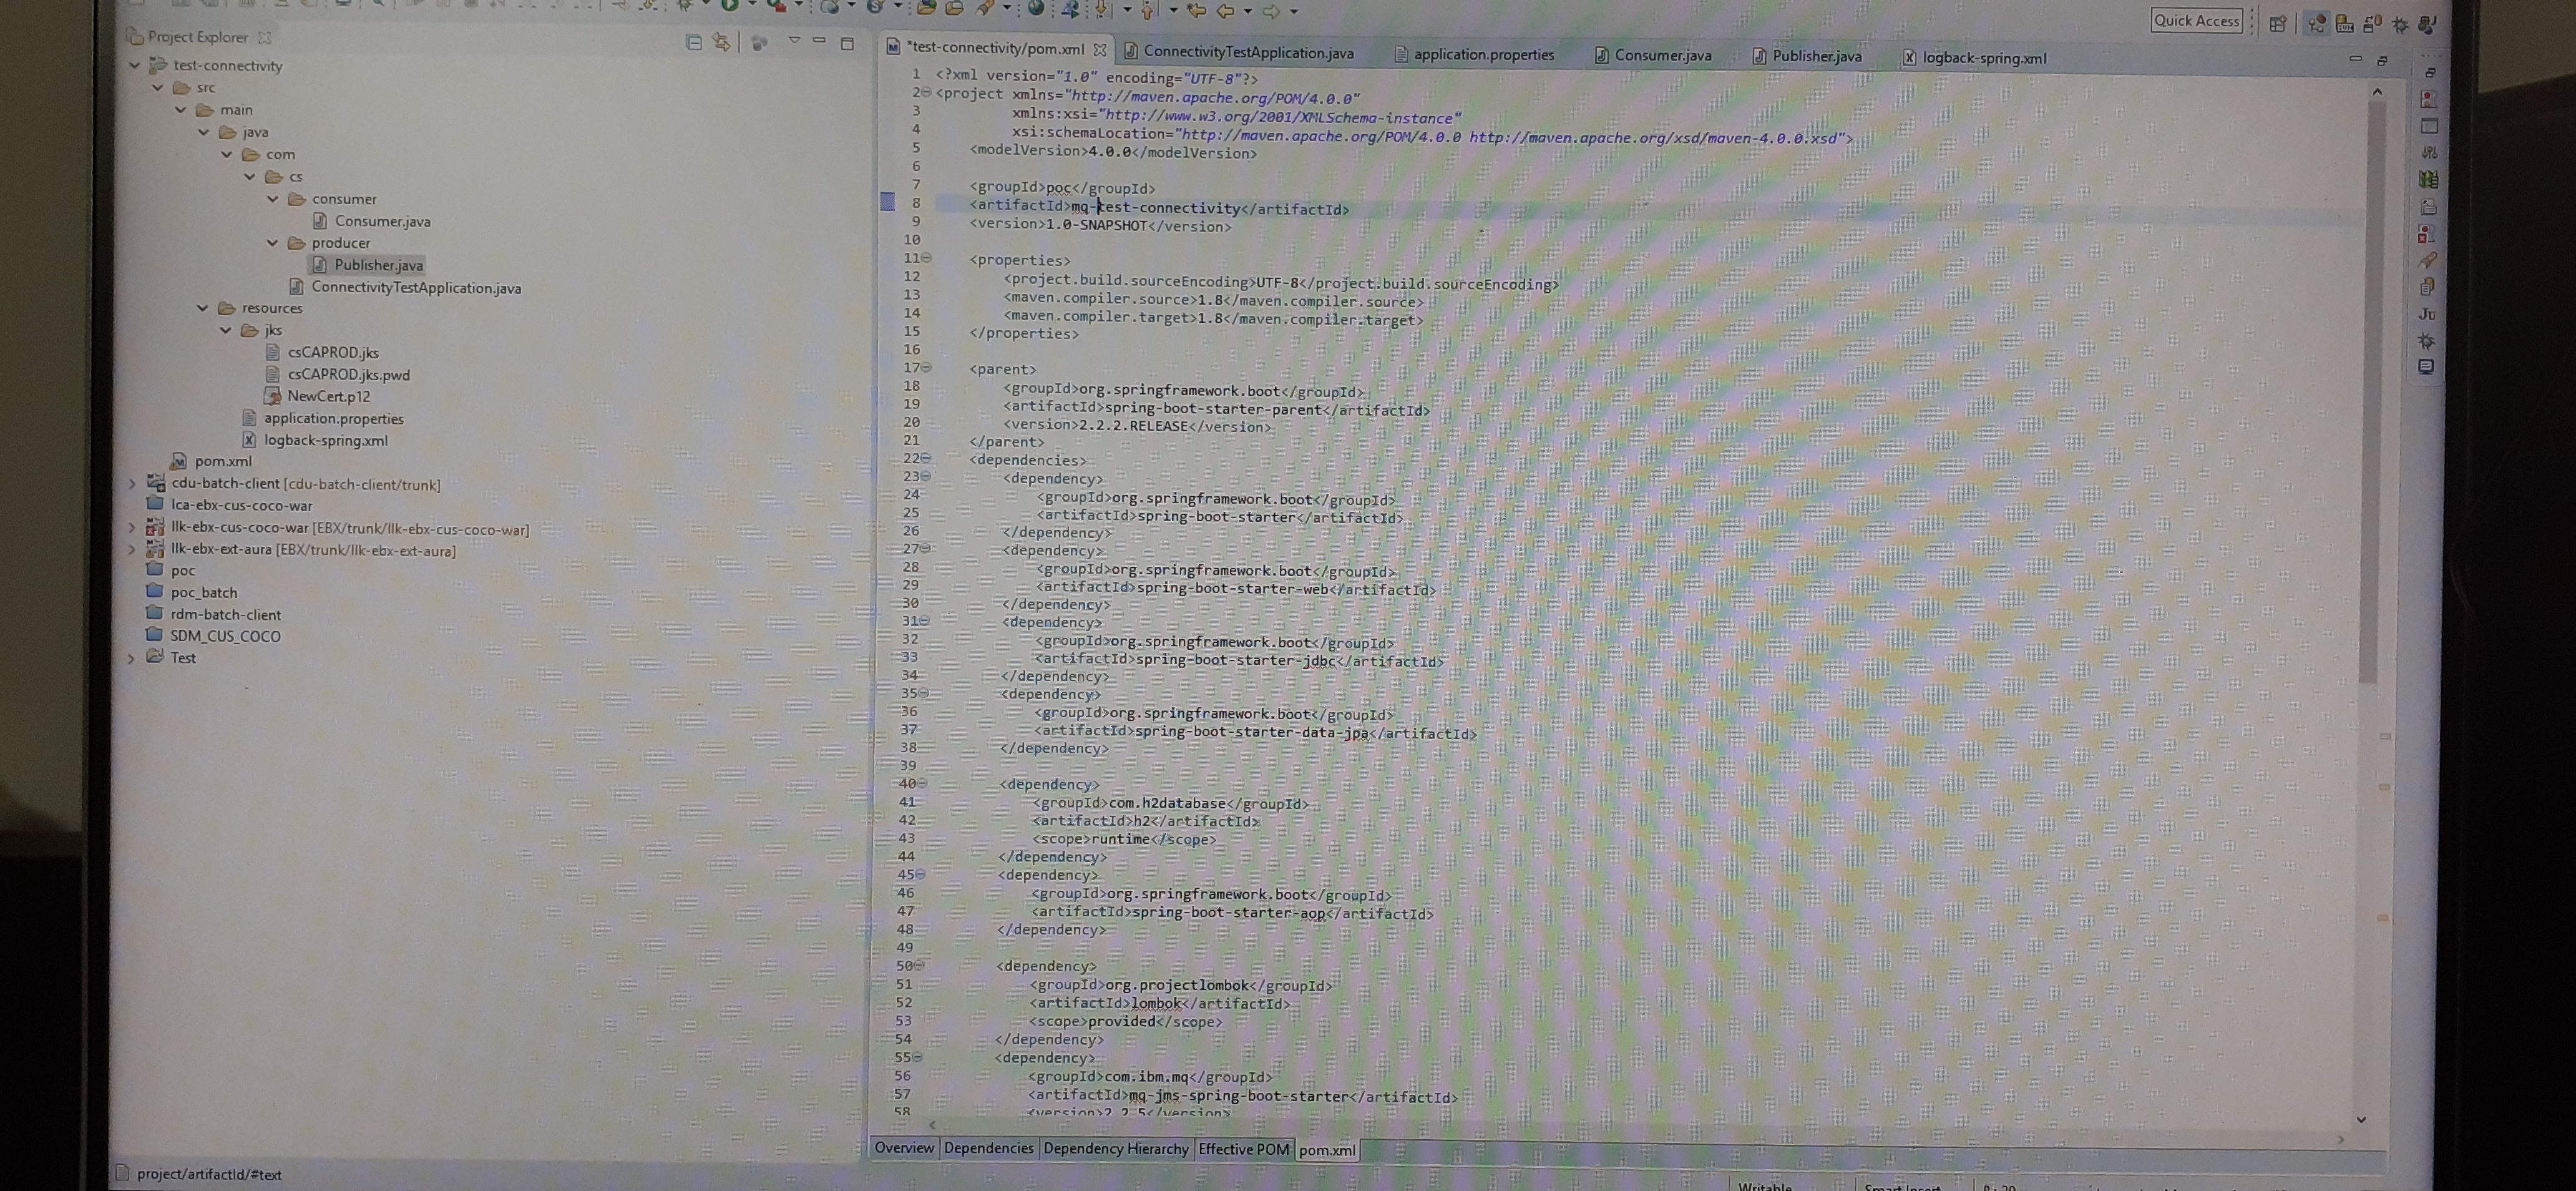 Quick Access
Project Explorer
test-connectivity
src
main
java
com
cs
consumer
Consumer.java
producer
Publisher.java
ConnectivityTestApplication.java
resources
jks
csCAPROD.jks
csCAPROD.jks.pwd
NewCert.p12
application.properties
logback-spring.xml
pom.xml
cdu-batch-client [cdu-batch-client/trunk]
lca-ebx-cus-coco-war
llk-ebx-cus-coco-war [EBX/trunk/llk-ebx-cus-coco-war]
llk-ebx-ext-aura [EBX/trunk/llk-ebx-ext-aura]
poc
poc_batch
rdm-batch-client
SDM_CUS_COCO
Test
*test-connectivity/pom.xml ConnectivityTestApplication.java application.properties Consumer.java Publisher.java logback-spring.xml
1 <?xml version="1.0" encoding="UTF-8"?>
2 <project xmlns="http://maven.apache.org/POM/4.0.0"
3 xmlns:xsi="http://www.w3.org/2001/XMLSchema-instance"
4 xsi:schemaLocation="http://maven.apache.org/POM/4.0.0 http://maven.apache.org/xsd/maven-4.0.0.xsd">
5 <modelVersion>4.0.0</modelVersion>
6
7 <groupId>poc</groupId>
8 <artifactId>mq-test-connectivity</artifactId>
9 <version>1.0-SNAPSHOT</version>
10
11 <properties>
12 <project.build.sourceEncoding>UTF-8</project.build.sourceEncoding>
13 <maven.compiler.source>1.8</maven.compiler.source>
14 <maven.compiler.target>1.8</maven.compiler.target>
15 </properties>
16
17 <parent>
18 <groupId>org.springframework.boot</groupId>
19 <artifactId>spring-boot-starter-parent</artifactId>
20 <version>2.2.2.RELEASE</version>
21 </parent>
22 <dependencies>
23 <dependency>
24 <groupId>org.springframework.boot</groupId>
25 <artifactId>spring-boot-starter</artifactId>
26 </dependency>
27 <dependency>
28 <groupId>org.springframework.boot</groupId>
29 <artifactId>spring-boot-starter-web</artifactId>
30 </dependency>
31 <dependency>
32 <groupId>org.springframework.boot</groupId>
33 <artifactId>spring-boot-starter-jdbc</artifactId>
34 </dependency>
35 <dependency>
36 <groupId>org.springframework.boot</groupId>
37 <artifactId>spring-boot-starter-data-jpa</artifactId>
38 </dependency>
39
40 <dependency>
41 <groupId>com.h2database</groupId>
42 <artifactId>h2</artifactId>
43 <scope>runtime</scope>
44 </dependency>
45 <dependency>
46 <groupId>org.springframework.boot</groupId>
47 <artifactId>spring-boot-starter-aop</artifactId>
48 </dependency>
49
50 <dependency>
51 <groupId>org.projectlombok</groupId>
52 <artifactId>lombok</artifactId>
53 <scope>provided</scope>
54 </dependency>
55 <dependency>
56 <groupId>com.ibm.mq</groupId>
57 <artifactId>mq-jms-spring-boot-starter</artifactId>
58 <version>2.2.5</version>
Overview Dependencies Dependency Hierarchy Effective POM pom.xml
project/artifactId/#text
Writable Smart Insert